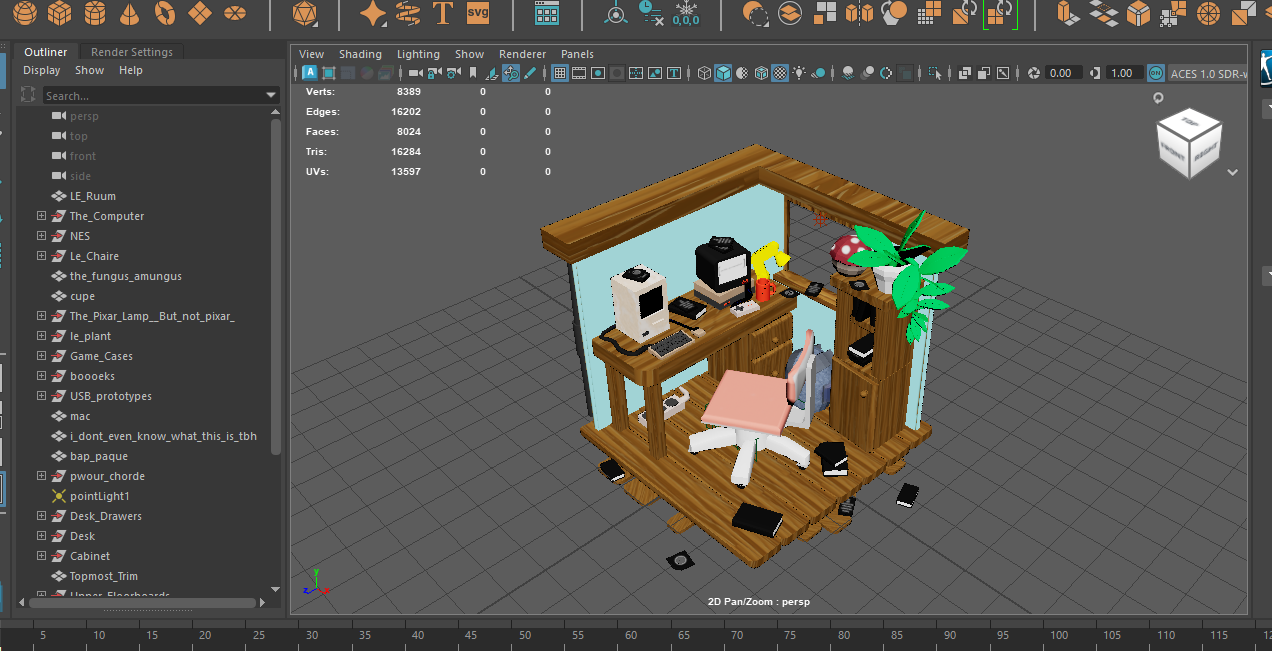 T
svg
0,0,0
Outliner Render Settings
Display Show Help
Search...
persp
top
front
side
LE_Ruum
The_Computer
NES
Le_Chaire
the_fungus_amungus
cupe
The_Pixar_Lamp__But_not_pixar_
le_plant
Game_Cases
boooeks
USB_prototypes
mac
i_dont_even_know_what_this_is_tbh
bap_paque
pwour_chorde
pointLight1
Desk_Drawers
Desk
Cabinet
Topmost_Trim
Upper_Floorboards
View Shading Lighting Show Renderer Panels
A T 0.00 1.00 ON ACES 1.0 SDR-v
Verts: 8389 0 0
Edges: 16202 0 0
Faces: 8024 0 0
Tris: 16284 0 0
UVs: 13597 0 0
TOP
FRONT RIGHT
y
z x
2D Pan/Zoom : persp
5 10 15 20 25 30 35 40 45 50 55 60 65 70 75 80 85 90 95 100 105 110 115 12